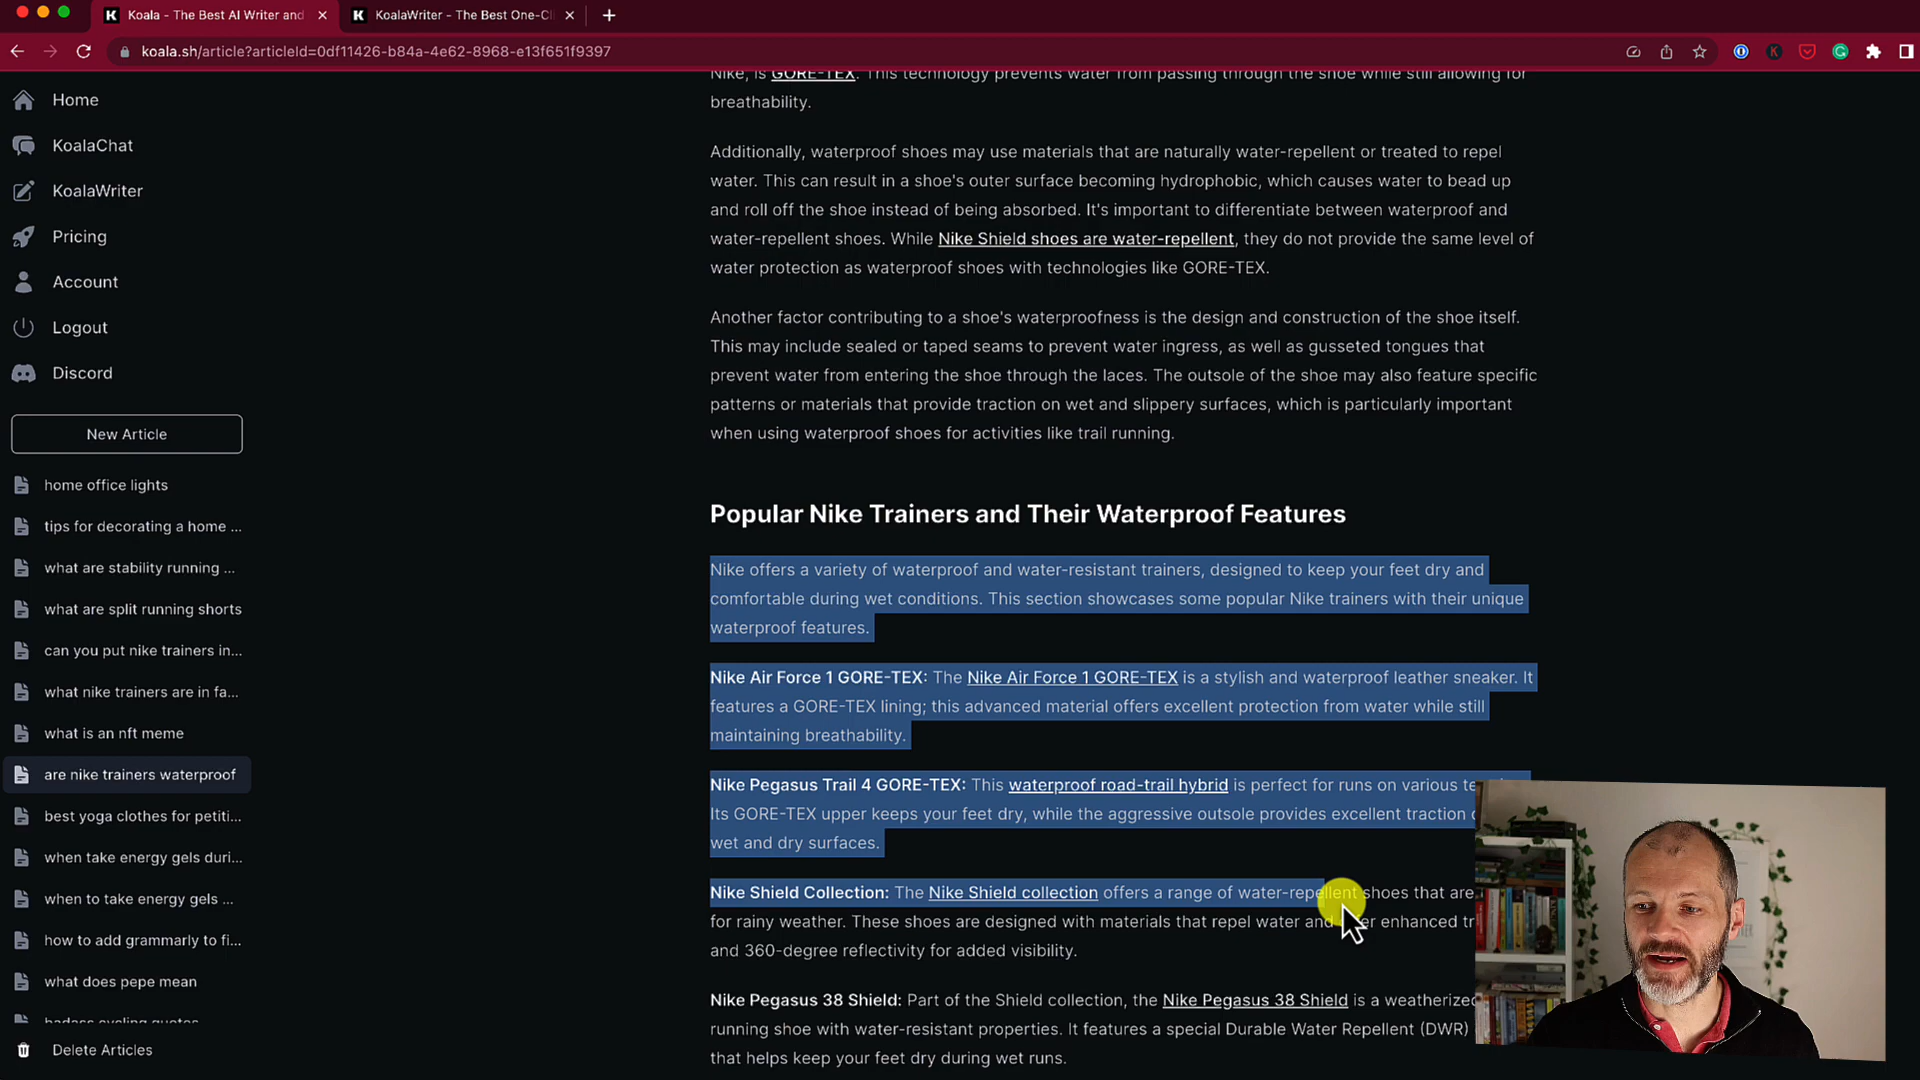 Koala - The Best AI Writer and
KoalaWriter - The Best One-Cl
koala.sh/article?articleId=0df11426-b84a-4e62-8968-e13f651f9397
Home
KoalaChat
KoalaWriter
Pricing
Account
Logout
Discord
New Article
home office lights
tips for decorating a home ...
what are stability running ...
what are split running shorts
can you put nike trainers in...
what nike trainers are in fa...
what is an nft meme
are nike trainers waterproof
best yoga clothes for petiti...
when take energy gels duri...
when to take energy gels ...
how to add grammarly to fi...
what does pepe mean
badass cycling quotes
Delete Articles
Nike, is GORE-TEX. This technology prevents water from passing through the shoe while still allowing for
breathability.
Additionally, waterproof shoes may use materials that are naturally water-repellent or treated to repel
water. This can result in a shoe's outer surface becoming hydrophobic, which causes water to bead up
and roll off the shoe instead of being absorbed. It's important to differentiate between waterproof and
water-repellent shoes. While Nike Shield shoes are water-repellent, they do not provide the same level of
water protection as waterproof shoes with technologies like GORE-TEX.
Another factor contributing to a shoe's waterproofness is the design and construction of the shoe itself.
This may include sealed or taped seams to prevent water ingress, as well as gusseted tongues that
prevent water from entering the shoe through the laces. The outsole of the shoe may also feature specific
patterns or materials that provide traction on wet and slippery surfaces, which is particularly important
when using waterproof shoes for activities like trail running.
Popular Nike Trainers and Their Waterproof Features
Nike offers a variety of waterproof and water-resistant trainers, designed to keep your feet dry and
comfortable during wet conditions. This section showcases some popular Nike trainers with their unique
waterproof features.
Nike Air Force 1 GORE-TEX: The Nike Air Force 1 GORE-TEX is a stylish and waterproof leather sneaker. It
features a GORE-TEX lining; this advanced material offers excellent protection from water while still
maintaining breathability.
Nike Pegasus Trail 4 GORE-TEX: This waterproof road-trail hybrid is perfect for runs on various
Its GORE-TEX upper keeps your feet dry, while the aggressive outsole provides excellent traction
wet and dry surfaces.
Nike Shield Collection: The Nike Shield collection offers a range of water-repellent shoes that are
for rainy weather. These shoes are designed with materials that repel water and enhanced
and 360-degree reflectivity for added visibility.
Nike Pegasus 38 Shield: Part of the Shield collection, the Nike Pegasus 38 Shield is a weatherized
running shoe with water-resistant properties. It features a special Durable Water Repellent (DWR)
that helps keep your feet dry during wet runs.